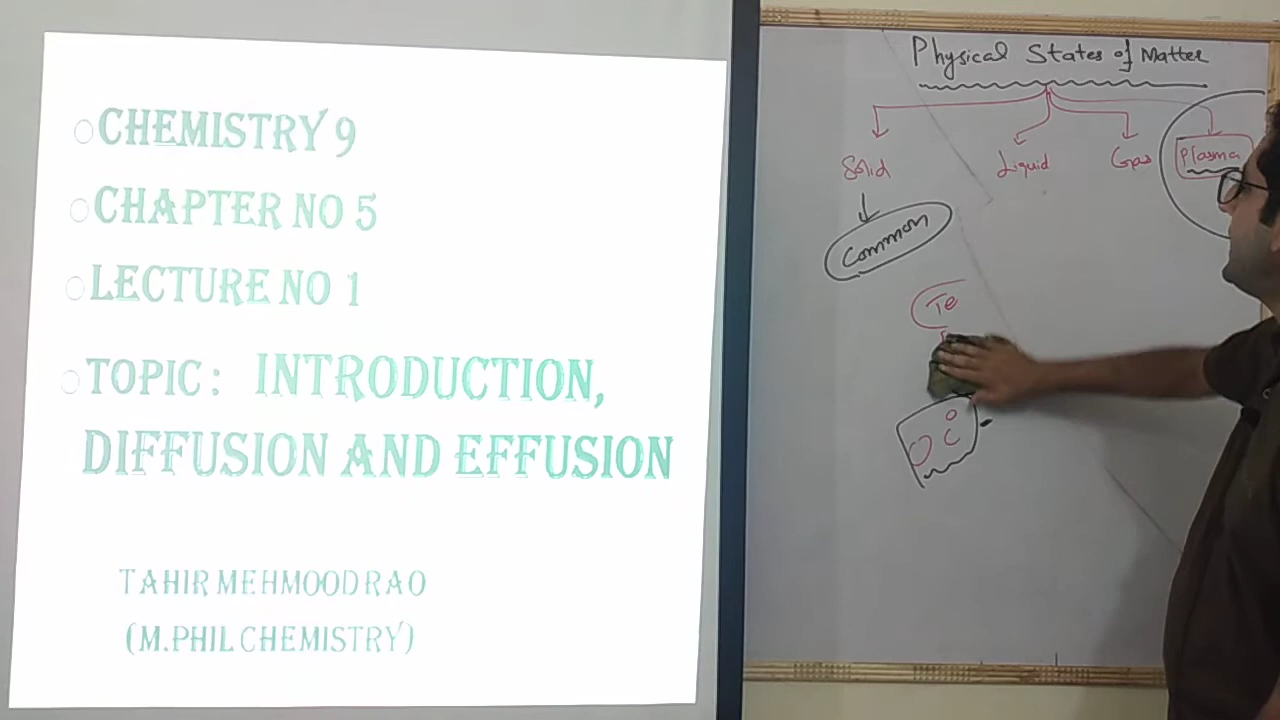 CHEMISTRY 9
CHAPTER NO 5
LECTURE NO 1
TOPIC: INTRODUCTION,
DIFFUSION AND EFFUSION
TAHIR MEHMOOD RAO
(M.PHIL CHEMISTRY)
Physical States of Matter
Solid Liquid Gas Plasma
Common
Te